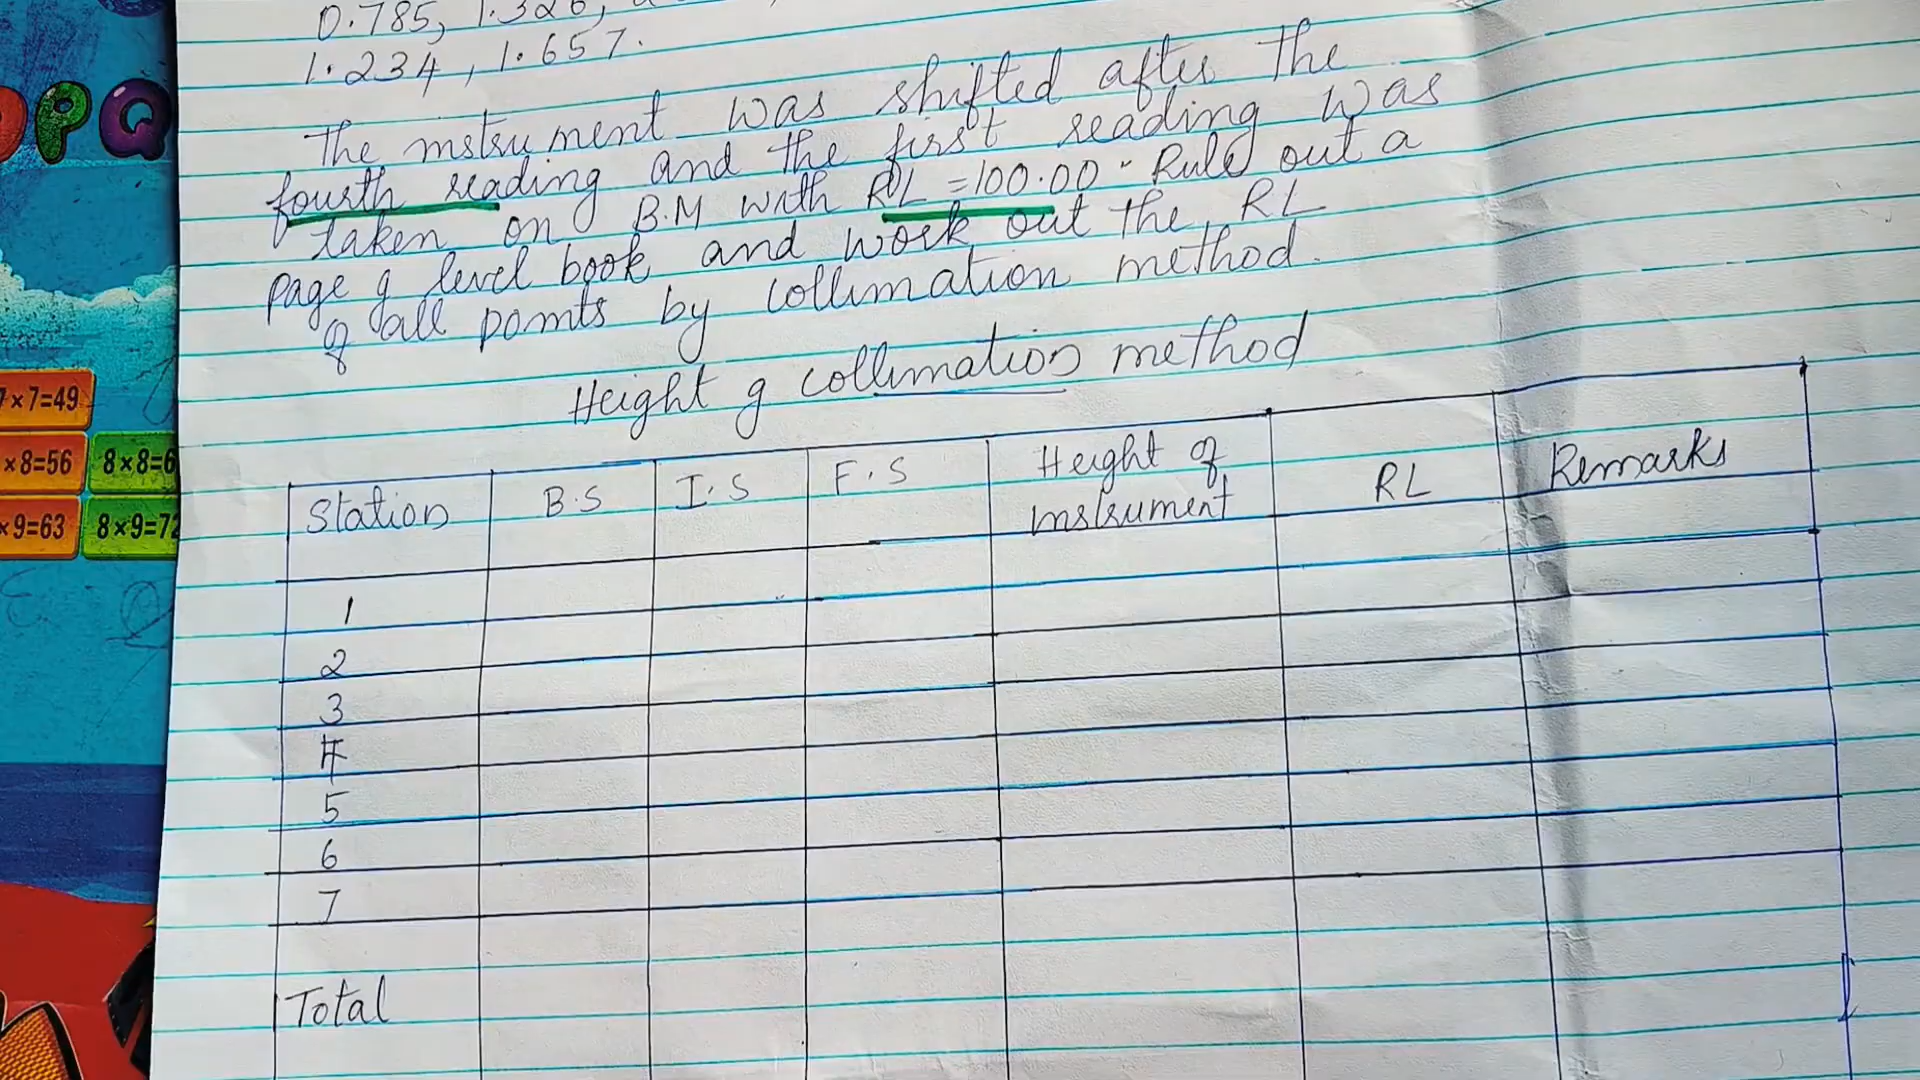 0.785, 1.326,
1.234, 1.657.
The instrument was shifted after the
fourth reading and the first reading was
taken on B.M with RL =100.00. Rule out a
page of level book and work out the RL
of all points by collimation method.
Height of collimation method
Station B.S I.S F.S Height of instrument RL Remarks
1
2
3
4
5
6
7
Total
PQ
7×7=49
×8=56 8×8=6
×9=63 8×9=72